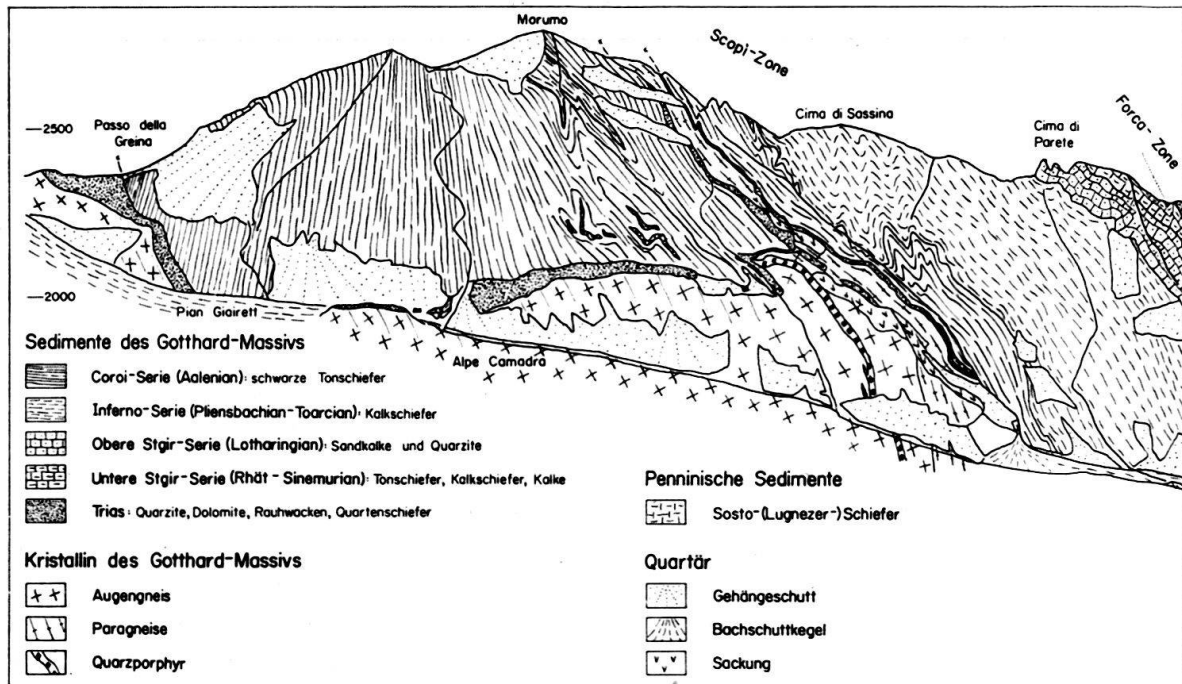 Marumo
Scopi-Zone
—2500
Passo della
Greina
Cima di Sassina
Cima di
Parete
Forca-Zone
—2000
Pian Giairett
Alpe Camadra
Sedimente des Gotthard-Massivs
Coroi-Serie (Aalenian): schwarze Tonschiefer
Inferno-Serie (Pliensbachian-Toarcian): Kalkschiefer
Obere Stgir-Serie (Lotharingian): Sandkalke und Quarzite
Untere Stgir-Serie (Rhät-Sinemurian): Tonschiefer, Kalkschiefer, Kalke
Trias: Quarzite, Dolomite, Rauhwacken, Quartenschiefer
Kristallin des Gotthard-Massivs
Augengneis
Paragneise
Quarzporphyr
Penninische Sedimente
Sosto-(Lugnezer-)Schiefer
Quartär
Gehängeschutt
Bachschuttkegel
Sackung